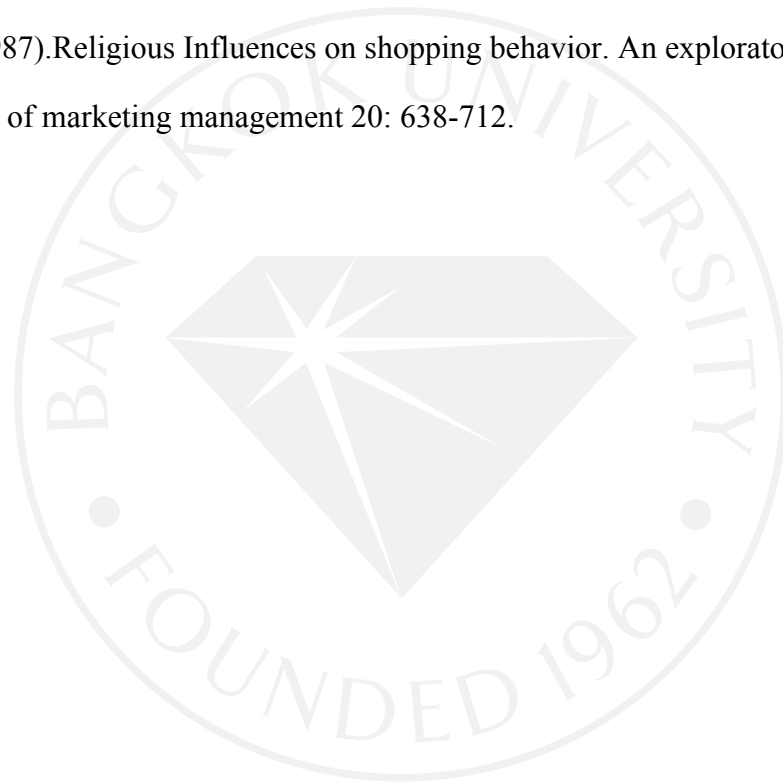 87).Religious Influences on shopping behavior. An explorato
of marketing management 20: 638-712.
BANGKOK UNIVERSITY
FOUNDED 1962